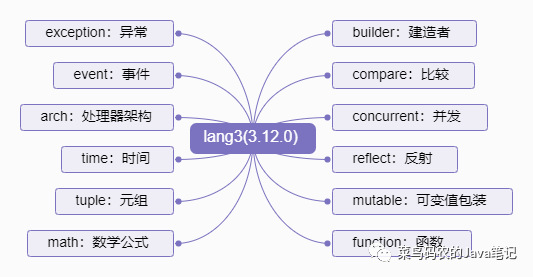 exception：异常
event：事件
arch：处理器架构
time：时间
tuple：元组
math：数学公式
lang3(3.12.0)
builder：建造者
compare：比较
concurrent：并发
reflect：反射
mutable：可变值包装
function：函数
菜鸟码农的Java笔记